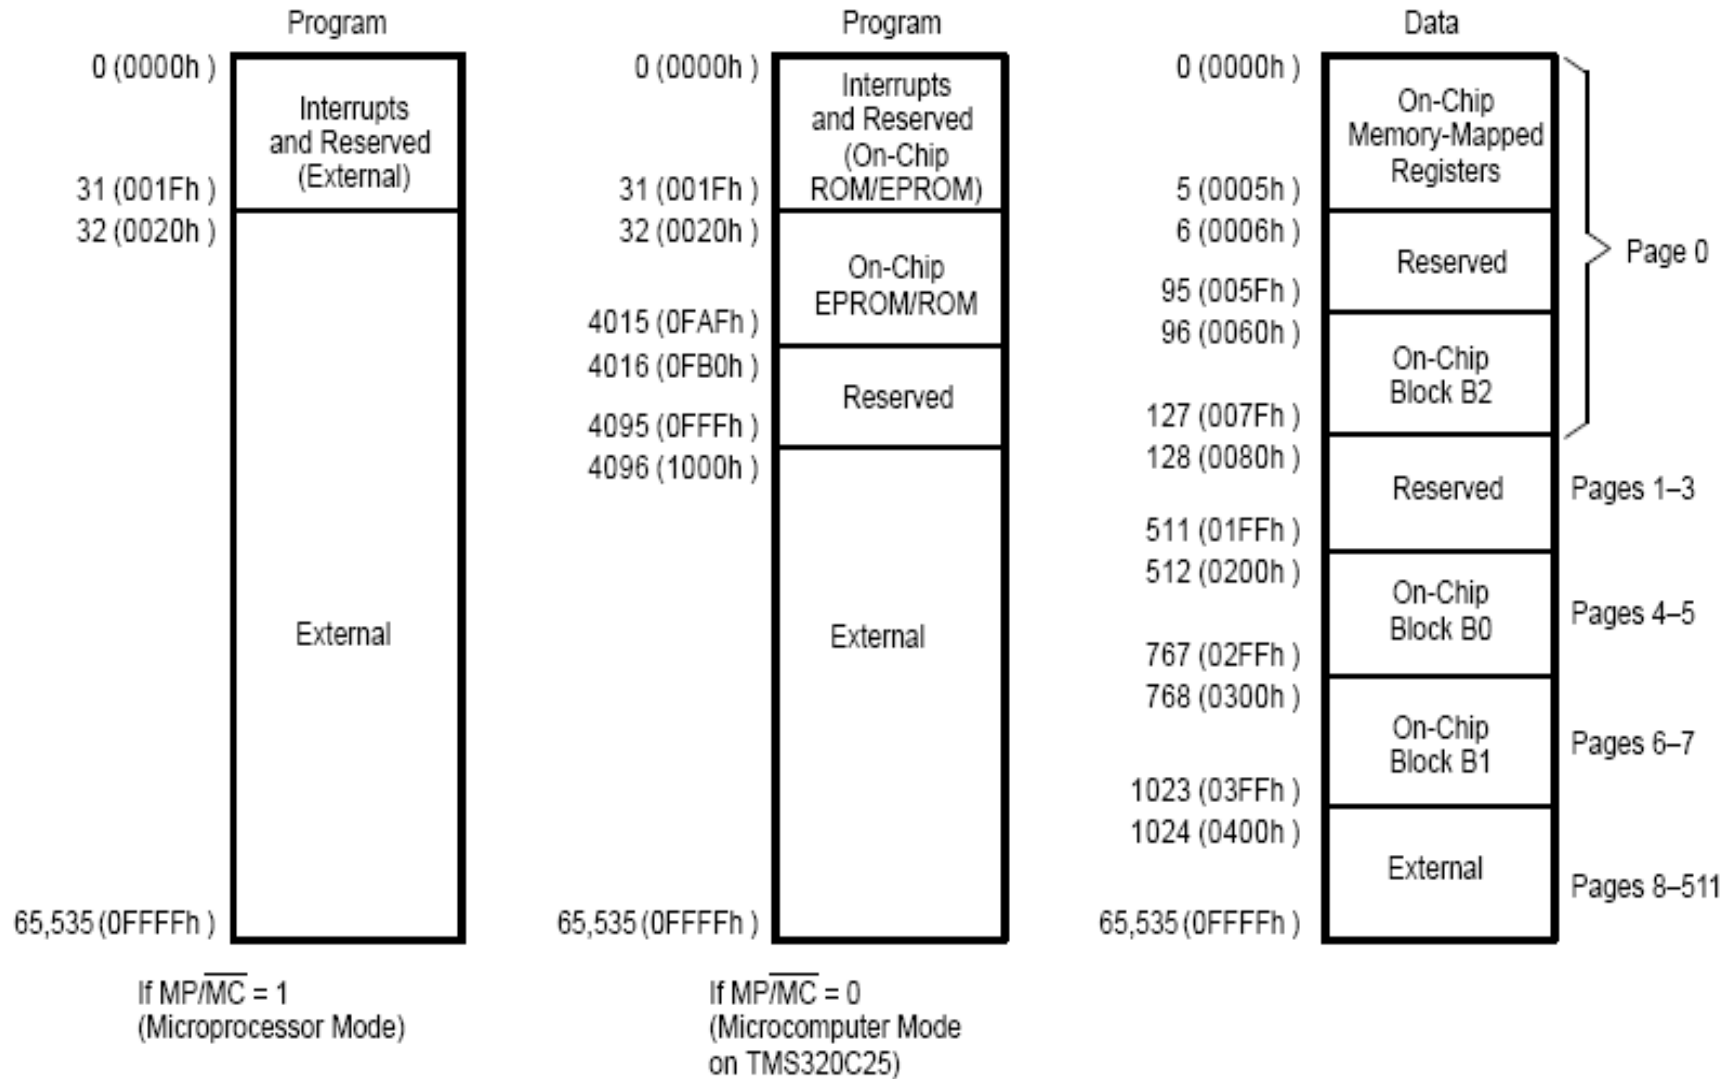 Program
0 (0000h )
Interrupts
and Reserved
(External)
31 (001Fh )
32 (0020h )
External
65,535 (0FFFFh )
If MP/M̅C̅ = 1
(Microprocessor Mode)
Program
0 (0000h )
Interrupts
and Reserved
(On-Chip
ROM/EPROM)
31 (001Fh )
32 (0020h )
On-Chip
EPROM/ROM
4015 (0FAFh )
4016 (0FB0h )
Reserved
4095 (0FFFh )
4096 (1000h )
External
65,535 (0FFFFh )
If MP/M̅C̅ = 0
(Microcomputer Mode
on TMS320C25)
Data
0 (0000h )
On-Chip
Memory-Mapped
Registers
5 (0005h )
6 (0006h )
Reserved
Page 0
95 (005Fh )
96 (0060h )
On-Chip
Block B2
127 (007Fh )
128 (0080h )
Reserved
Pages 1–3
511 (01FFh )
512 (0200h )
On-Chip
Block B0
Pages 4–5
767 (02FFh )
768 (0300h )
On-Chip
Block B1
Pages 6–7
1023 (03FFh )
1024 (0400h )
External
Pages 8–511
65,535 (0FFFFh )